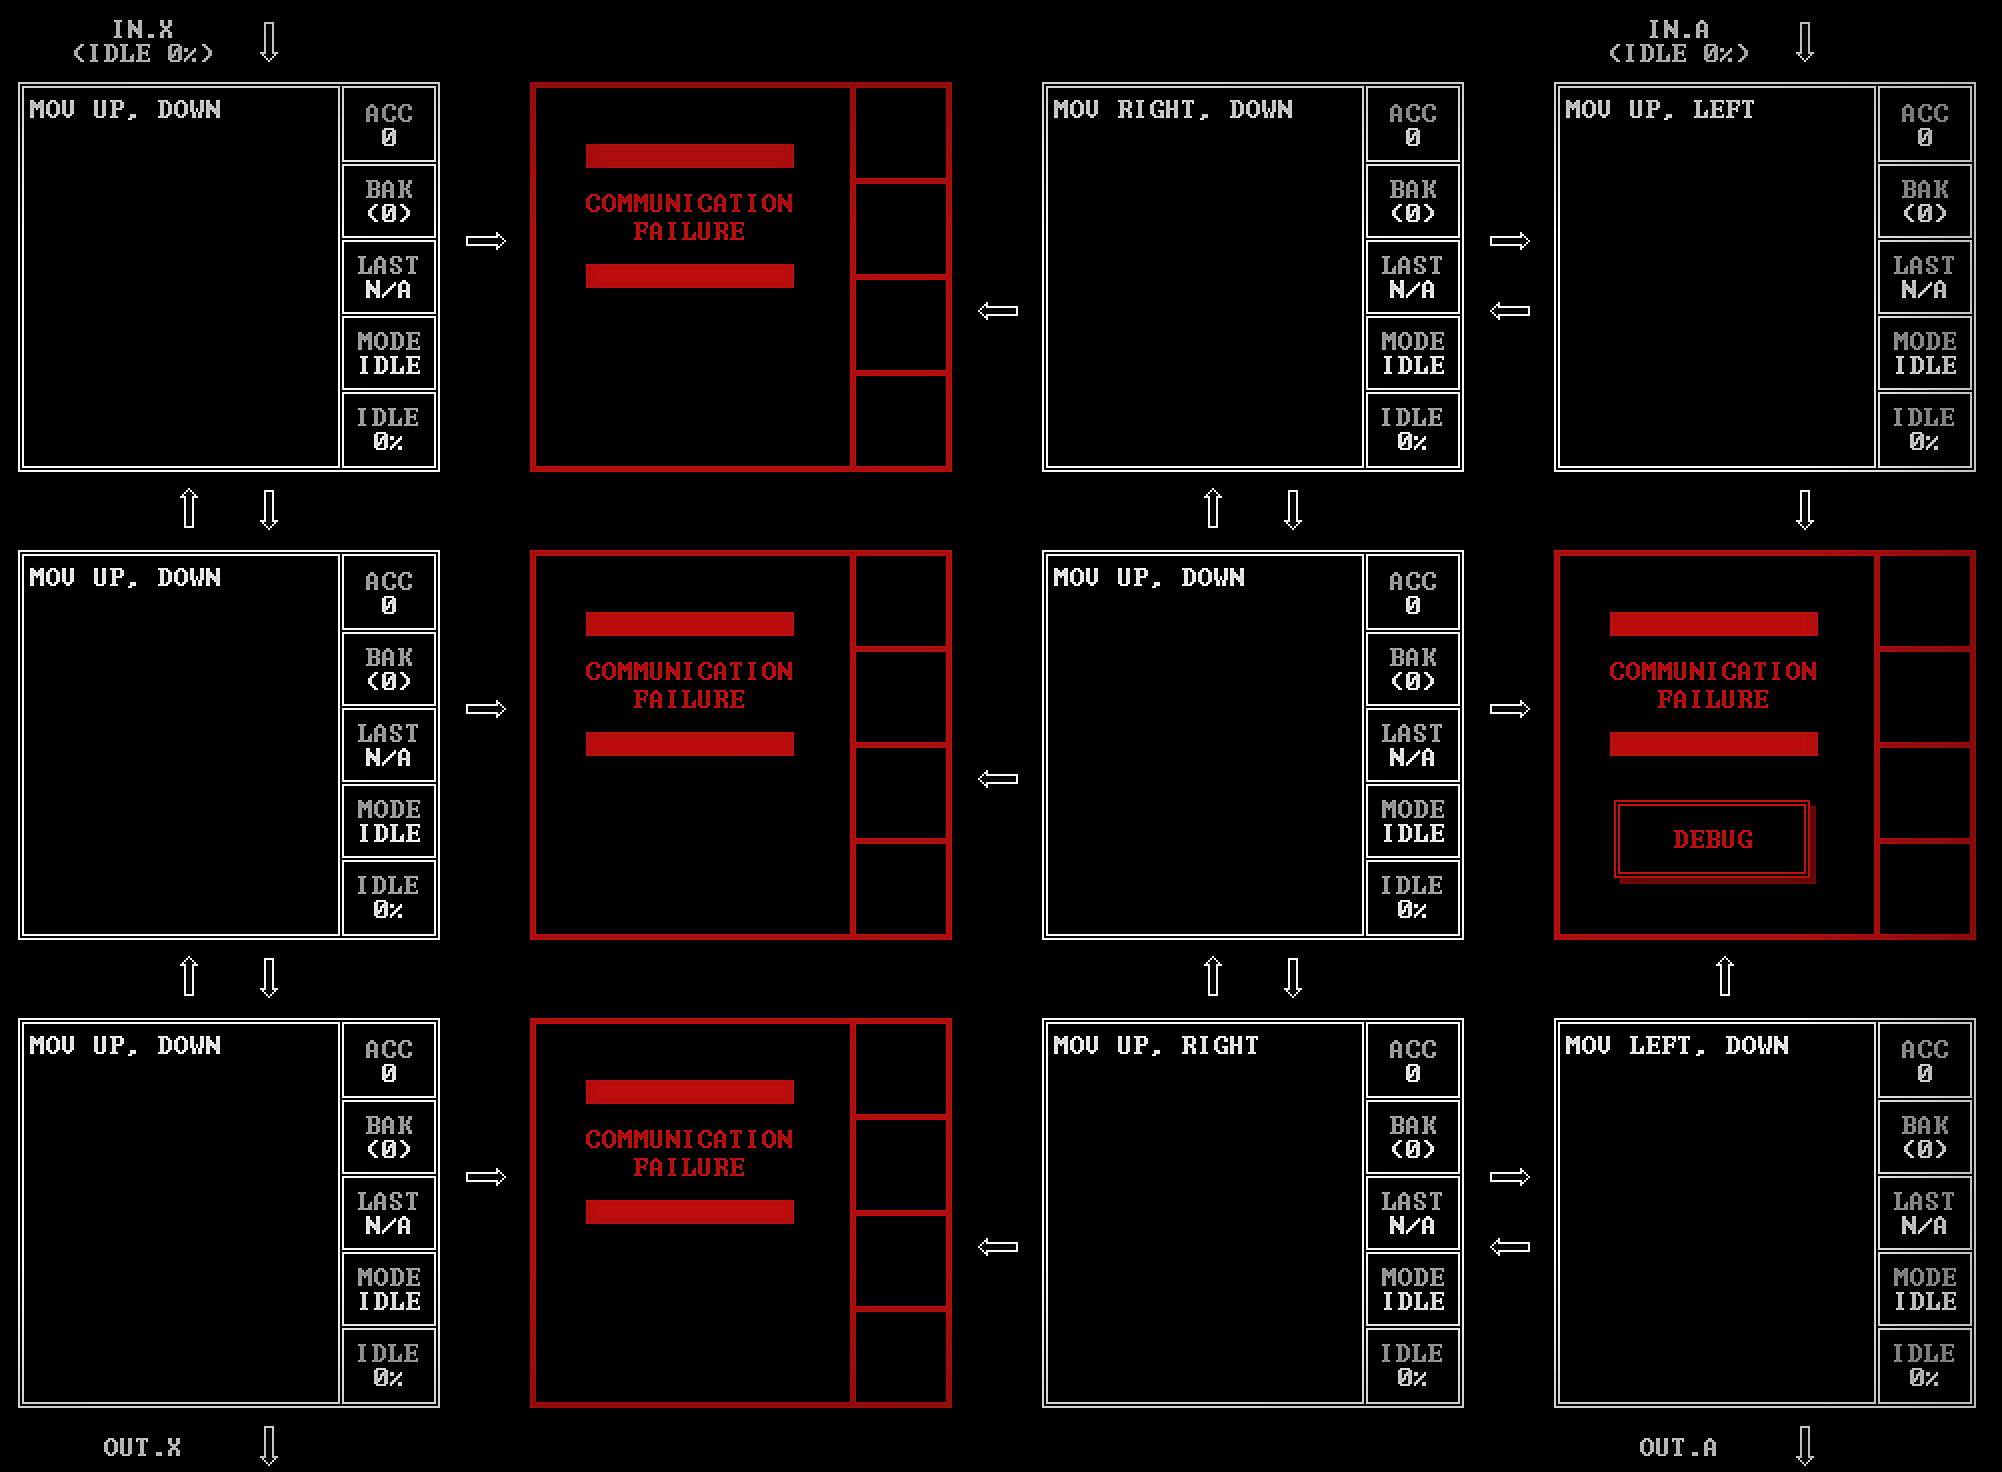 IN.X
(IDLE 0%)
IN.A
(IDLE 0%)
MOV UP, DOWN
ACC
0
BAK
(0)
LAST
N/A
MODE
IDLE
IDLE
0%
COMMUNICATION
FAILURE
MOV RIGHT, DOWN
ACC
0
BAK
(0)
LAST
N/A
MODE
IDLE
IDLE
0%
MOV UP, LEFT
ACC
0
BAK
(0)
LAST
N/A
MODE
IDLE
IDLE
0%
MOV UP, DOWN
ACC
0
BAK
(0)
LAST
N/A
MODE
IDLE
IDLE
0%
COMMUNICATION
FAILURE
MOV UP, DOWN
ACC
0
BAK
(0)
LAST
N/A
MODE
IDLE
IDLE
0%
COMMUNICATION
FAILURE
DEBUG
MOV UP, DOWN
ACC
0
BAK
(0)
LAST
N/A
MODE
IDLE
IDLE
0%
COMMUNICATION
FAILURE
MOV UP, RIGHT
ACC
0
BAK
(0)
LAST
N/A
MODE
IDLE
IDLE
0%
MOV LEFT, DOWN
ACC
0
BAK
(0)
LAST
N/A
MODE
IDLE
IDLE
0%
OUT.X
OUT.A